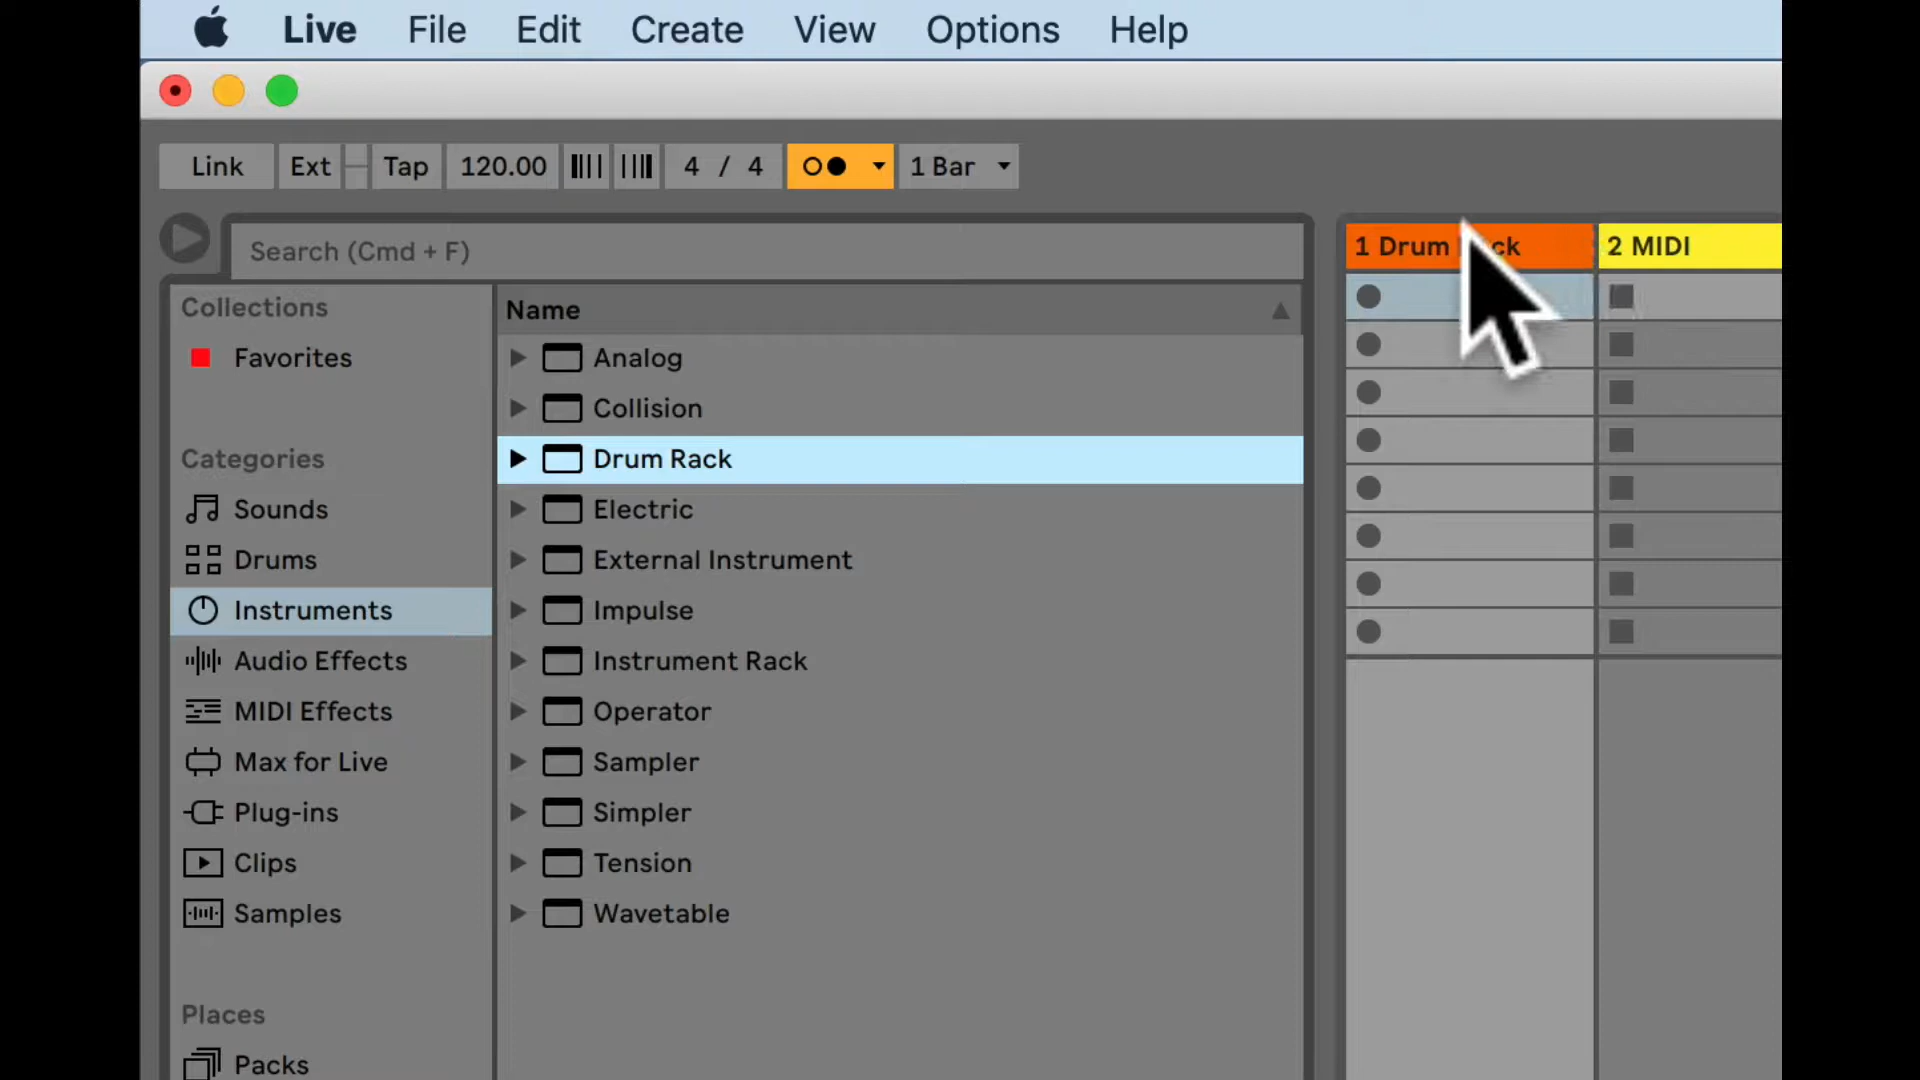 Live File Edit Create View Options Help
Link Ext Tap 120.00 4 / 4 1 Bar
Search (Cmd + F)
1 Drum
ck
2 MIDI
Collections
Favorites
Categories
Sounds
Drums
Instruments
Audio Effects
MIDI Effects
Max for Live
Plug-ins
Clips
Samples
Places
Packs
Name
Analog
Collision
Drum Rack
Electric
External Instrument
Impulse
Instrument Rack
Operator
Sampler
Simpler
Tension
Wavetable